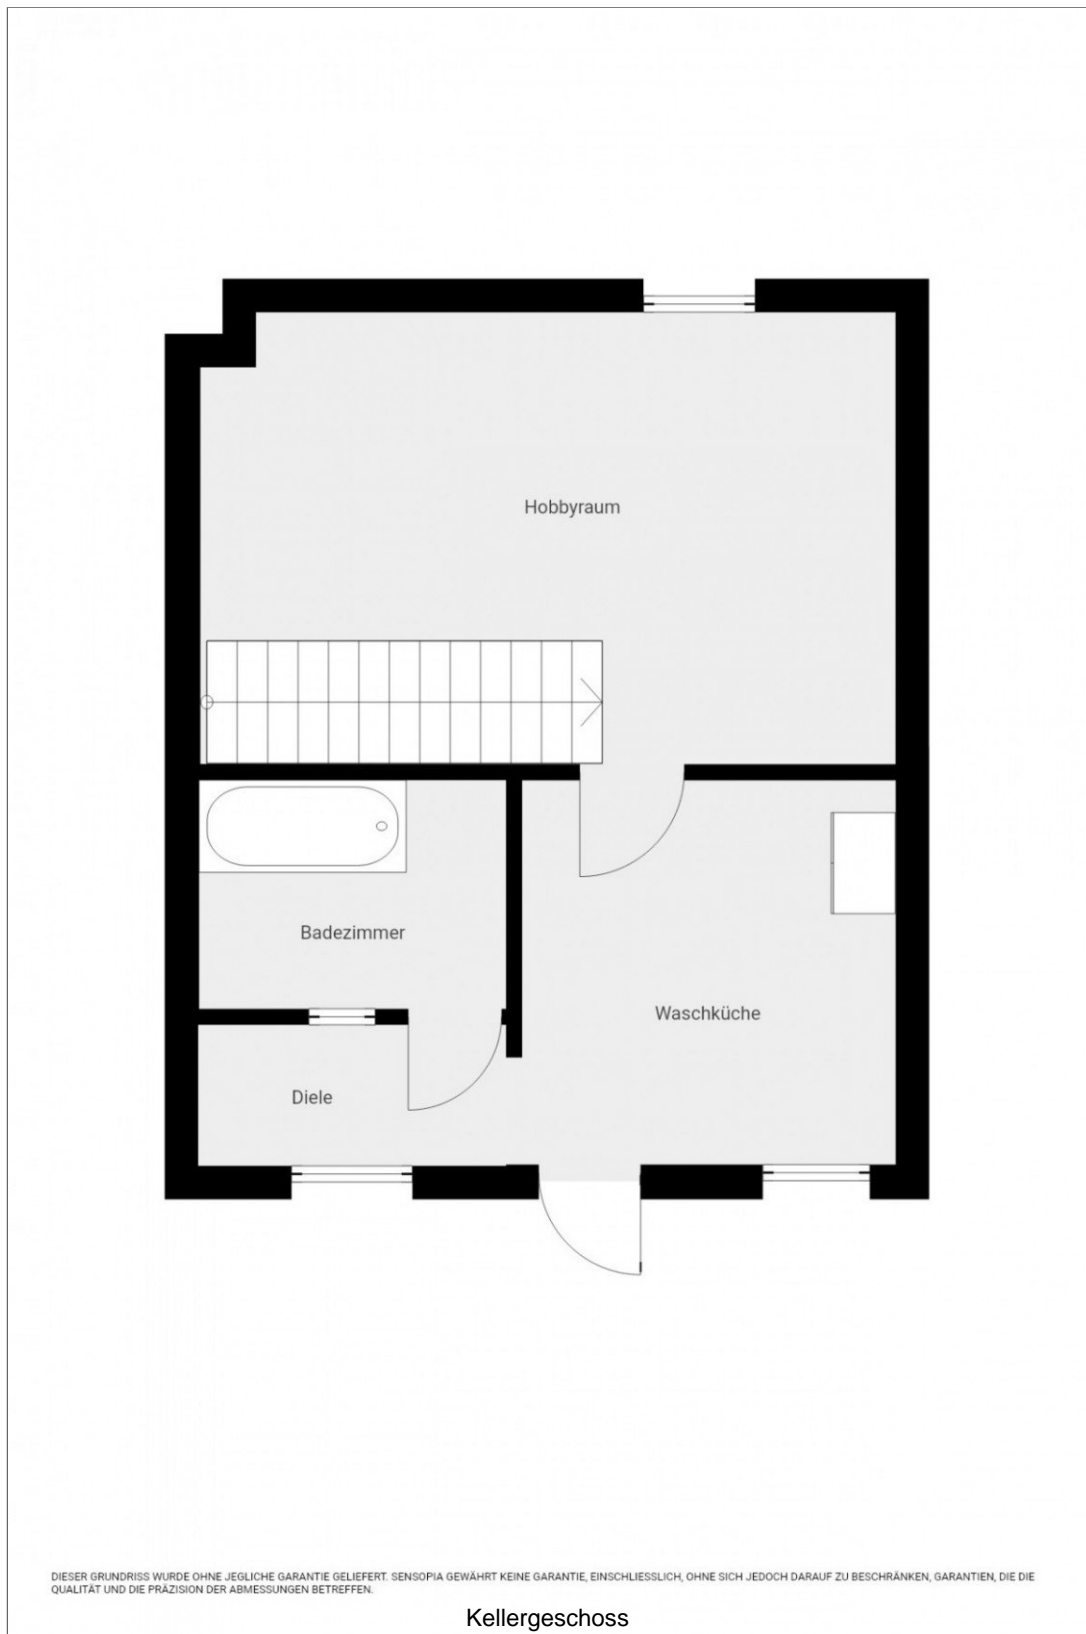 Hobbyraum
Badezimmer
Waschküche
Diele
DIESER GRUNDRISS WURDE OHNE JEGLICHE GARANTIE GELIEFERT. SENSOPIA GEWÄHRT KEINE GARANTIE, EINSCHLIESSLICH, OHNE SICH JEDOCH DARAUF ZU BESCHRÄNKEN, GARANTIEN, DIE DIE
QUALITÄT UND DIE PRÄZISION DER ABMESSUNGEN BETREFFEN.
Kellergeschoss